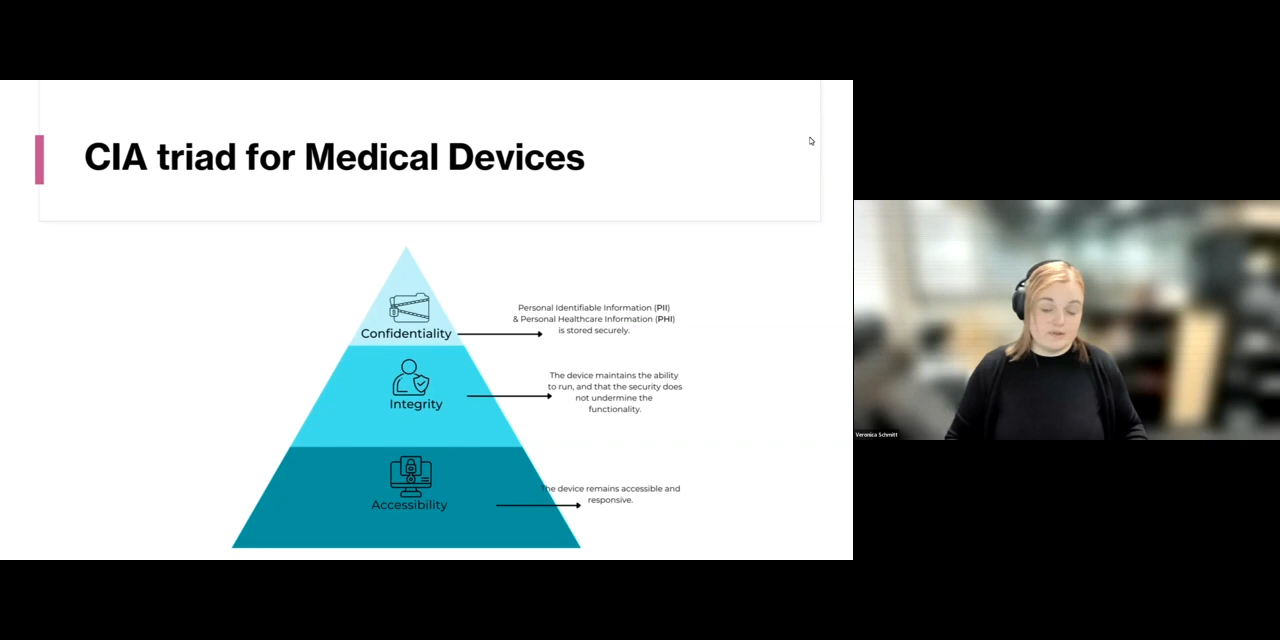 CIA triad for Medical Devices
Confidentiality
Personal Identifiable Information (PII)
& Personal Healthcare Information (PHI)
is stored securely.
Integrity
The device maintains the ability
to run, and that the security does
not undermine the
functionality.
Accessibility
The device remains accessible and
responsive.
Veronica Schmitt